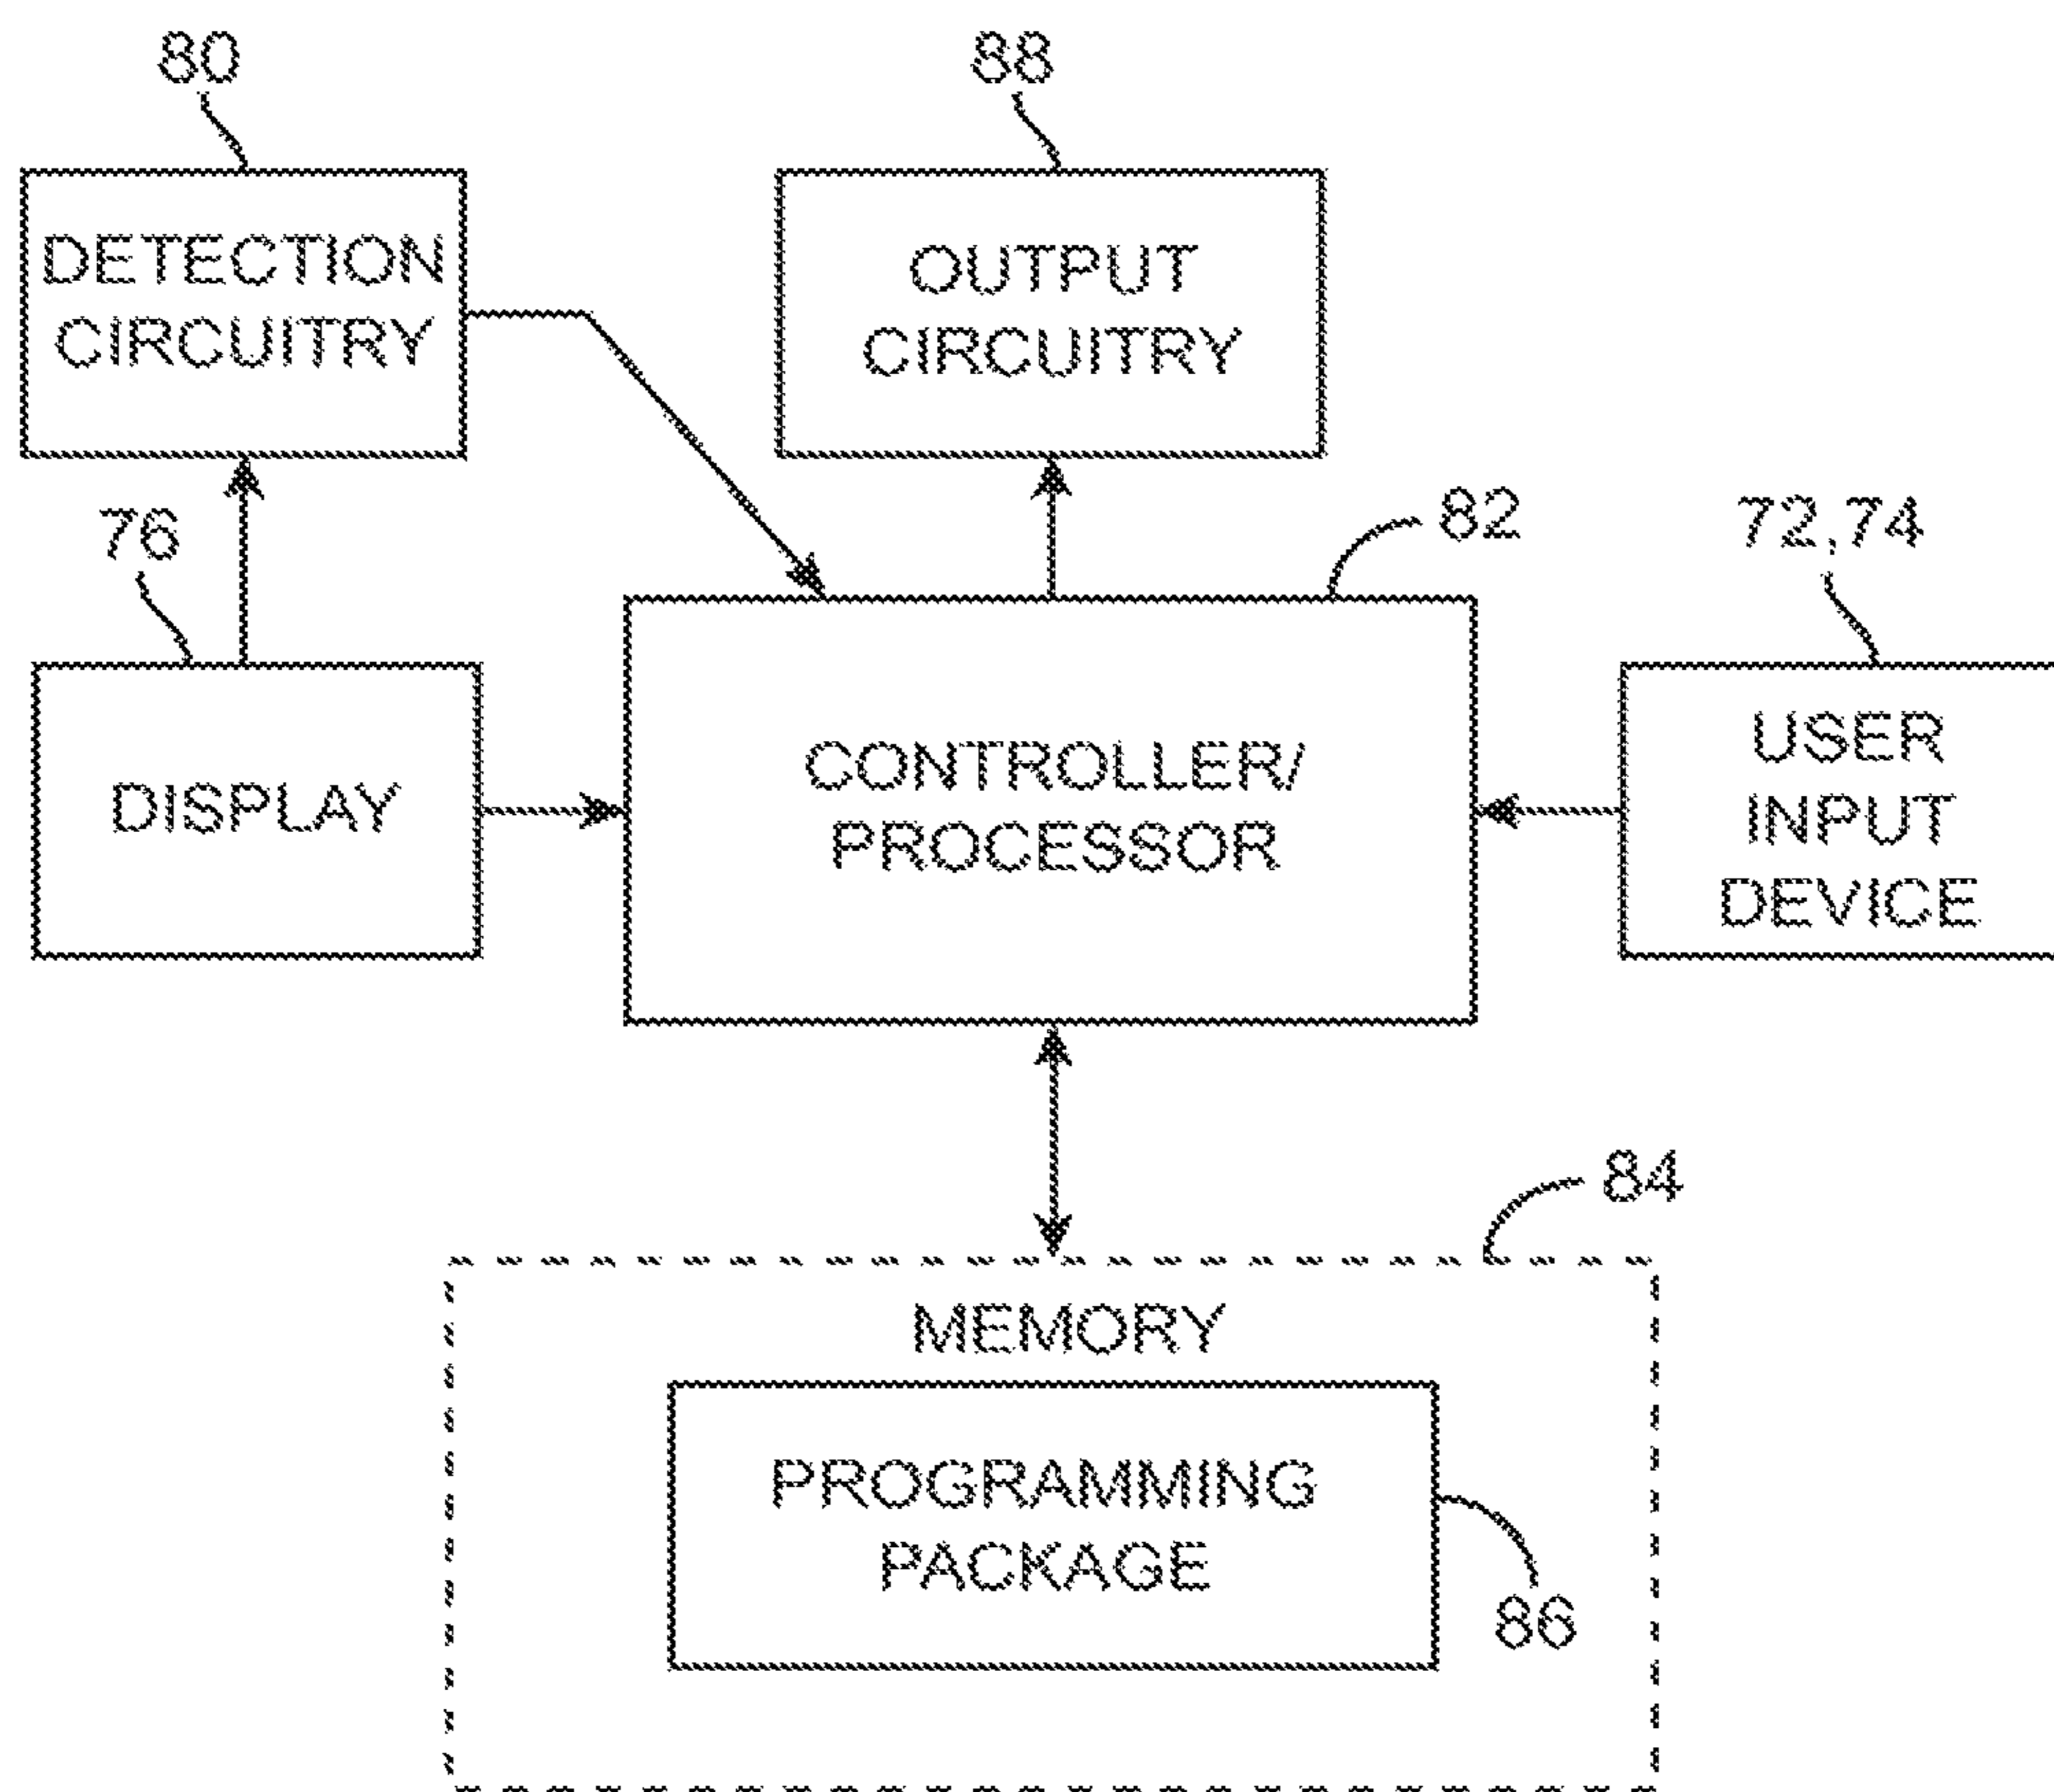 80
88
DETECTION
CIRCUITRY
OUTPUT
CIRCUITRY
76
82
72,74
DISPLAY
CONTROLLER/
PROCESSOR
USER
INPUT
DEVICE
84
MEMORY
PROGRAMMING
PACKAGE
86